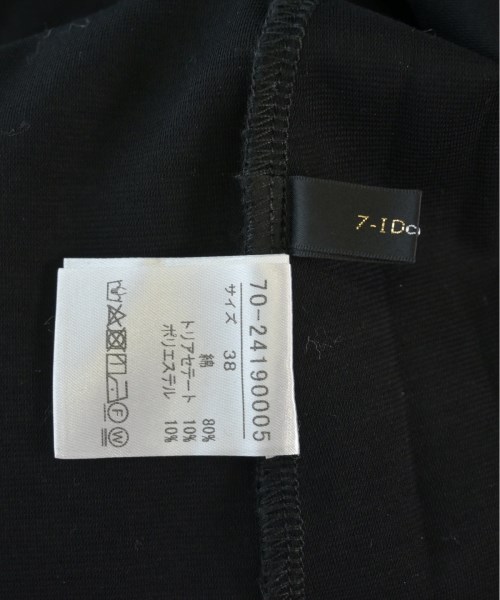 70-24190005
サイズ 38
綿 80%
トリアセテート 10%
ポリエステル 10%
F
W
7-IDc